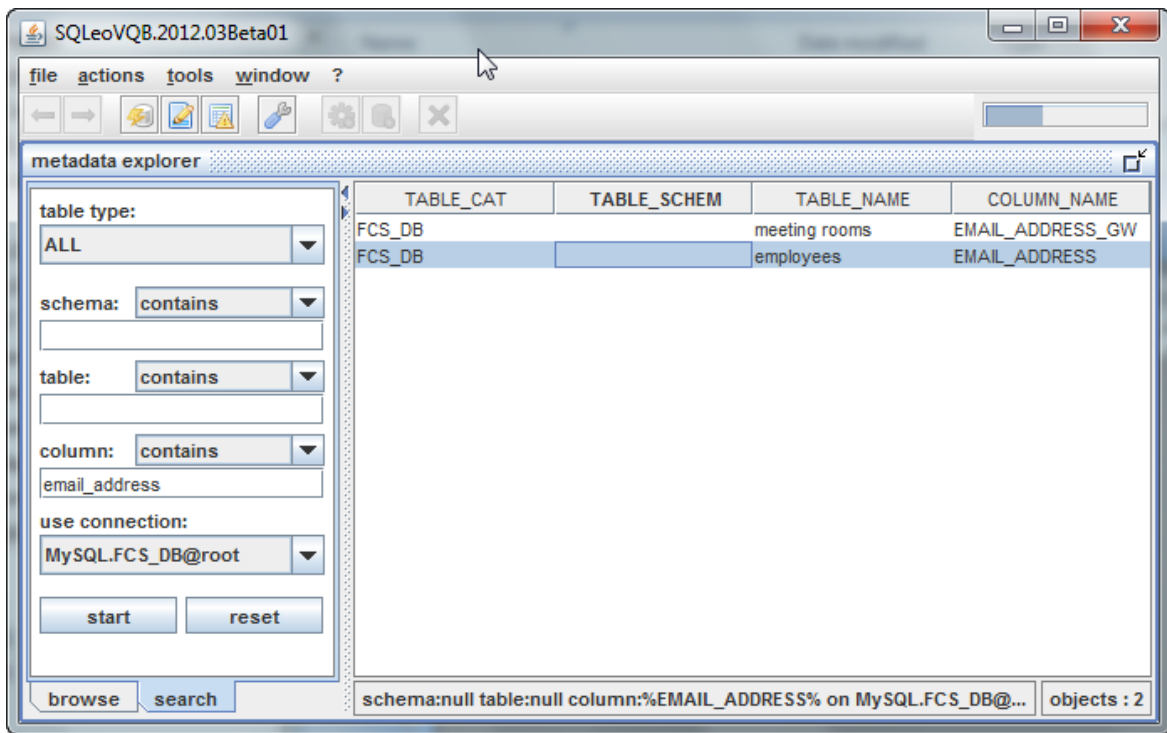 SQLeoVQB.2012.03Beta01
file actions tools window ?
metadata explorer
table type:
ALL
schema: contains
table: contains
column: contains
email_address
use connection:
MySQL.FCS_DB@root
start reset
browse search
TABLE_CAT TABLE_SCHEM TABLE_NAME COLUMN_NAME
FCS_DB meeting rooms EMAIL_ADDRESS_GW
FCS_DB employees EMAIL_ADDRESS
schema:null table:null column:%EMAIL_ADDRESS% on MySQL.FCS_DB@... objects : 2